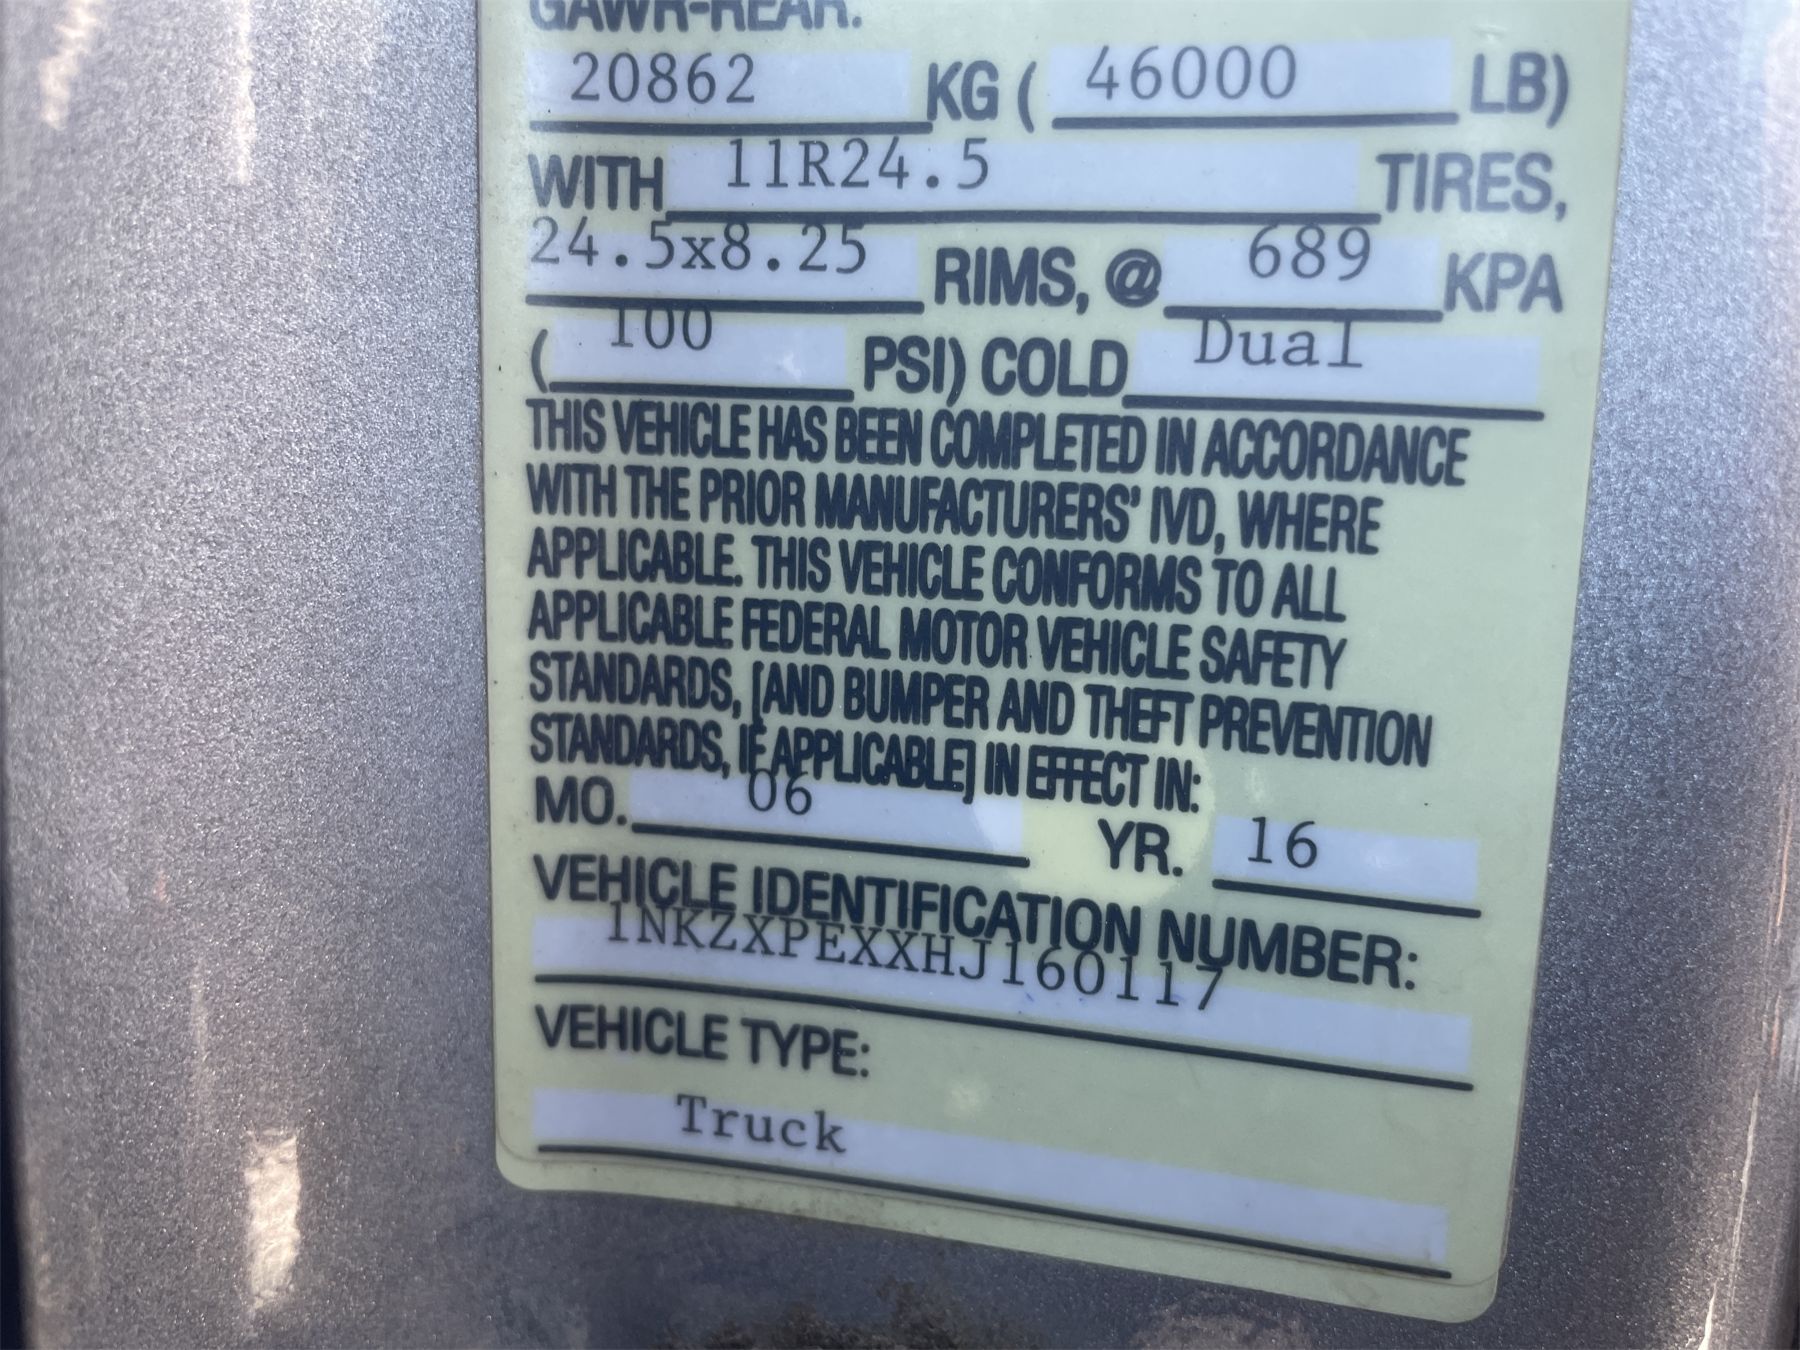 GAWR-REAR:
20862 KG ( 46000 LB)
WITH 11R24.5 TIRES,
24.5x8.25 RIMS, @ 689 KPA
( 100 PSI) COLD Dual
THIS VEHICLE HAS BEEN COMPLETED IN ACCORDANCE
WITH THE PRIOR MANUFACTURERS' IVD, WHERE
APPLICABLE. THIS VEHICLE CONFORMS TO ALL
APPLICABLE FEDERAL MOTOR VEHICLE SAFETY
STANDARDS, [AND BUMPER AND THEFT PREVENTION
STANDARDS, IF APPLICABLE] IN EFFECT IN:
MO. 06 YR. 16
VEHICLE IDENTIFICATION NUMBER:
1NKZXPEXXHJ160117
VEHICLE TYPE:
Truck